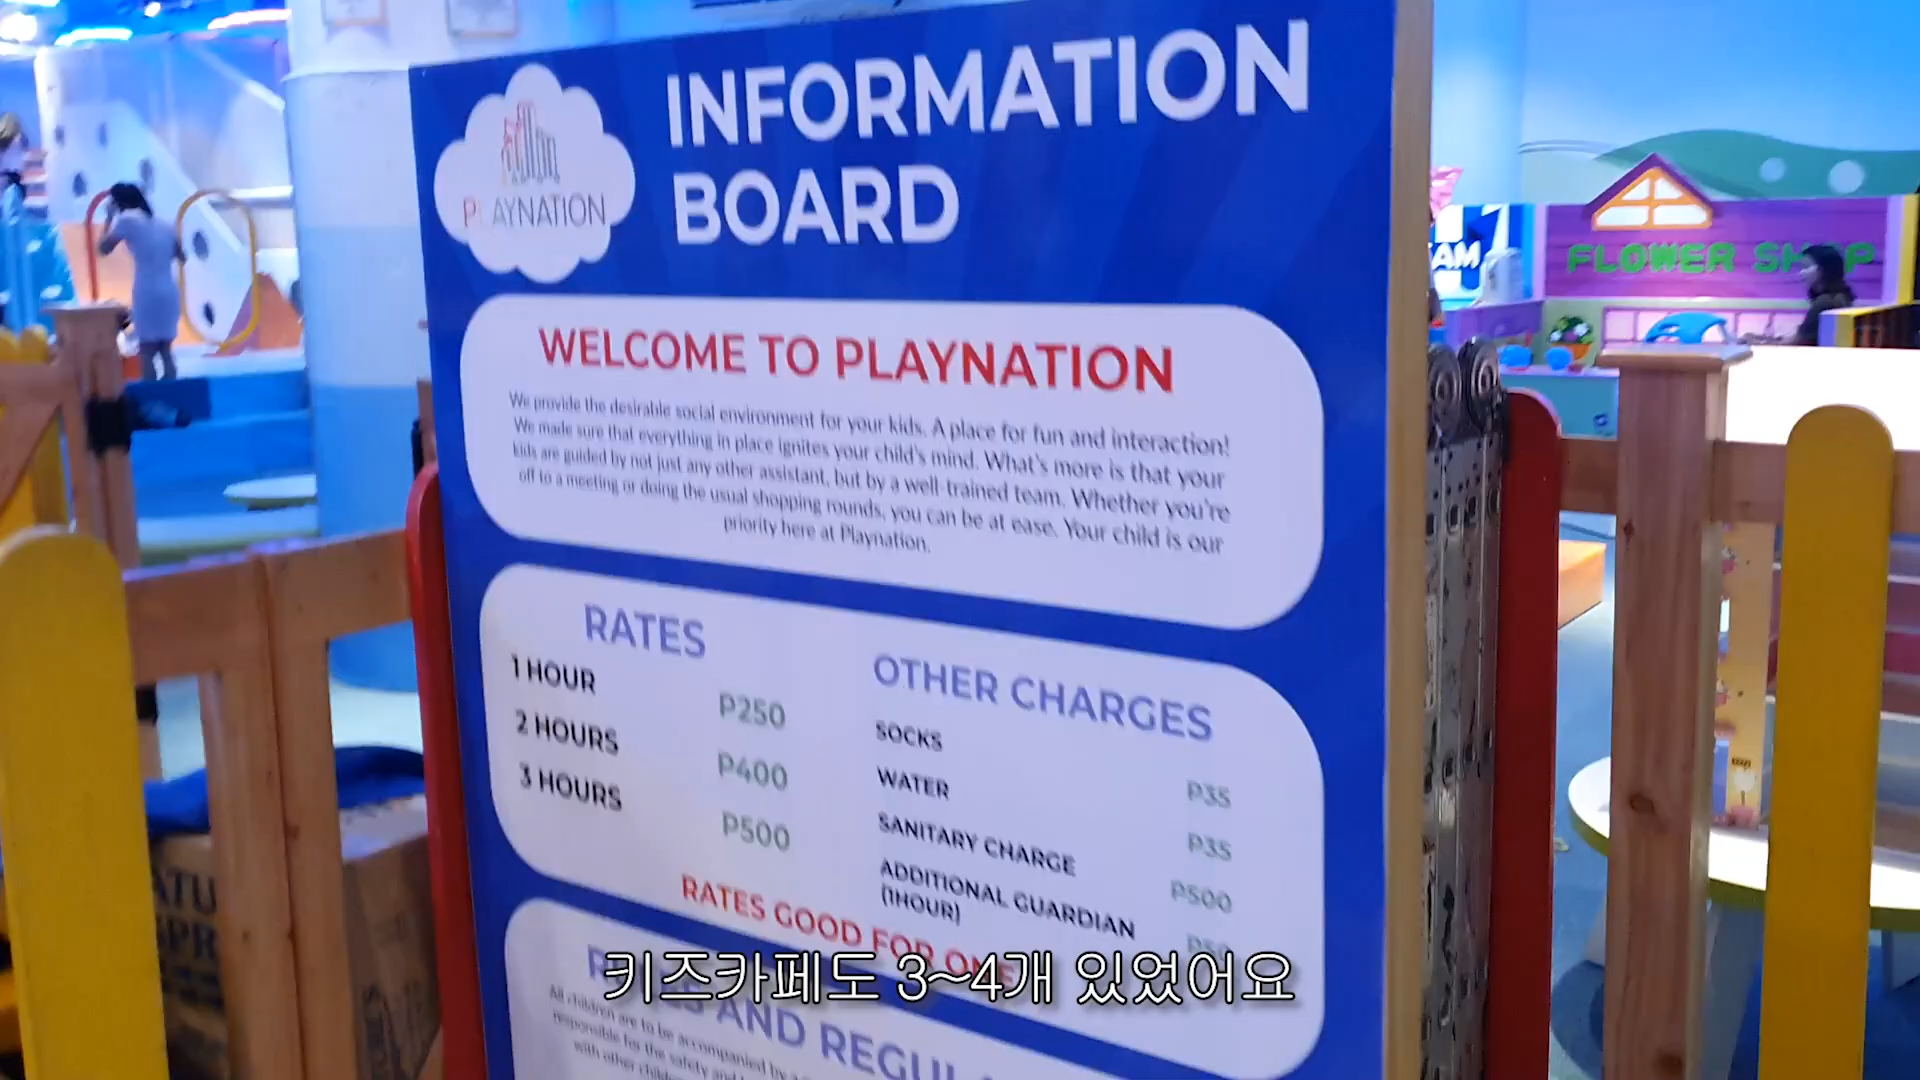 INFORMATION
BOARD
PLAYNATION
WELCOME TO PLAYNATION
We provide the desirable social environment for your kids. A place for fun and interaction!
We made sure that everything in place ignites your child's mind. What's more is that your
kids are guided by not just any other assistant, but by a well-trained team. Whether you're
off to a meeting or doing the usual shopping rounds, you can be at ease. Your child is our
priority here at Playnation.
RATES
1 HOUR P250
2 HOURS P400
3 HOURS P500
OTHER CHARGES
SOCKS P35
WATER P35
SANITARY CHARGE P500
ADDITIONAL GUARDIAN
(1HOUR) P50
RATES GOOD FOR ONE
키즈카페도 3~4개 있었어요
AND
All children are to be accompanied by
responsible for the safety and
with other
FLOWER SHOP